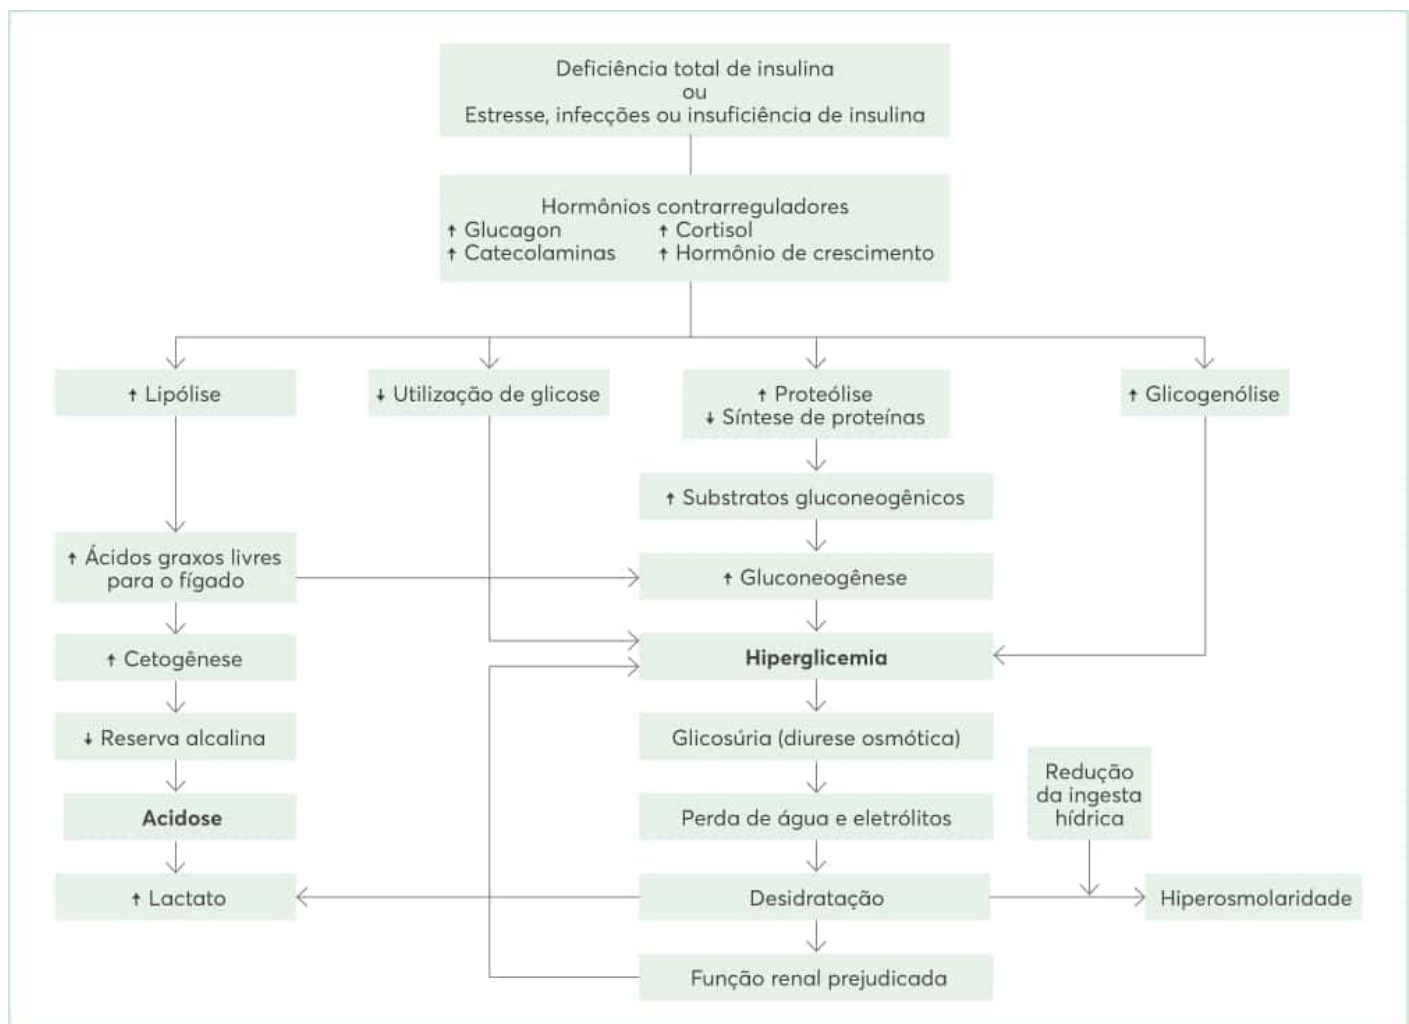 Deficiência total de insulina
ou
Estresse, infecções ou insuficiência de insulina
Hormônios contrarreguladores
↑ Glucagon ↑ Cortisol
↑ Catecolaminas ↑ Hormônio de crescimento
↑ Lipólise
↓ Utilização de glicose
↑ Proteólise
↓ Síntese de proteínas
↑ Glicogenólise
↑ Substratos gluconeogênicos
↑ Ácidos graxos livres
para o fígado
↑ Gluconeogênese
↑ Cetogênese
Hiperglicemia
↓ Reserva alcalina
Glicosúria (diurese osmótica)
Redução
da ingesta
hídrica
Acidose
Perda de água e eletrólitos
↑ Lactato
Desidratação
Hiperosmolaridade
Função renal prejudicada